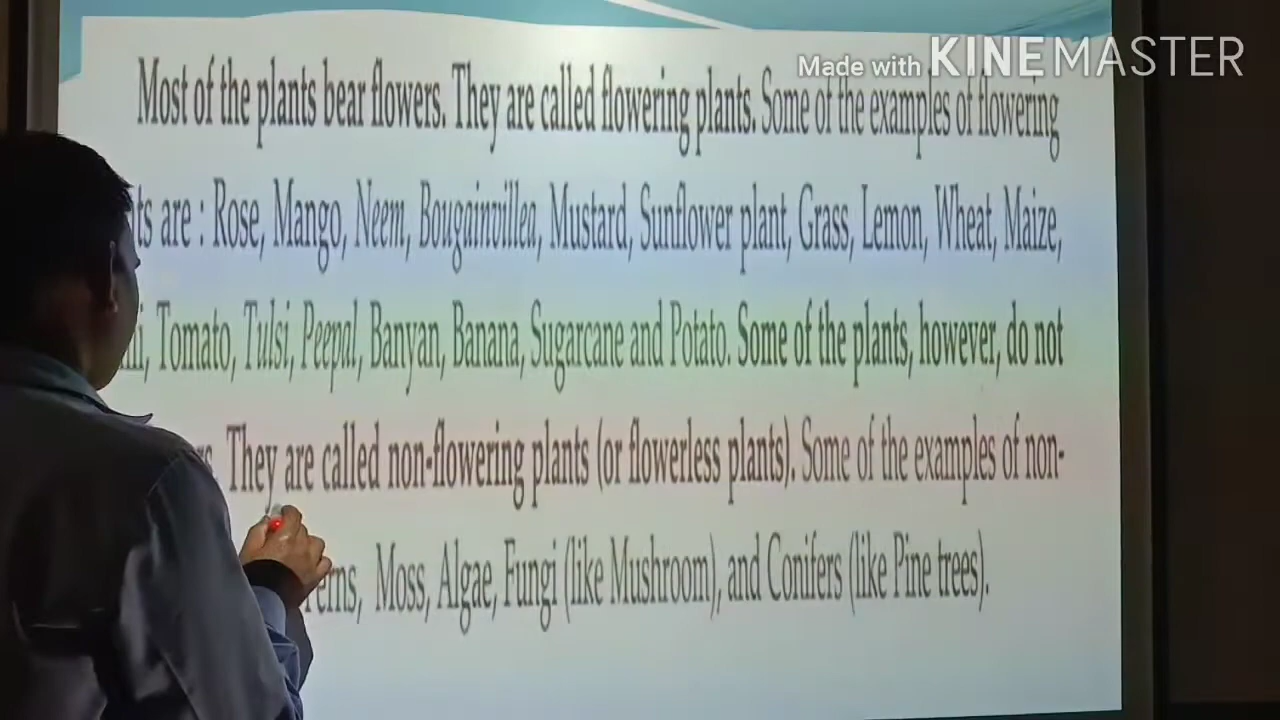 Made with KINEMASTER
Most of the plants bear flowers. They are called flowering plants. Some of the examples of flowering
are : Rose, Mango, Neem, Bougainvillea, Mustard, Sunflower plant, Grass, Lemon, Wheat, Maize,
Tomato, Tulsi, Peepal, Banyan, Banana, Sugarcane and Potato. Some of the plants, however, do not
They are called non-flowering plants (or flowerless plants). Some of the examples of non-
Moss, Algae, Fungi (like Mushroom), and Conifers (like Pine trees).